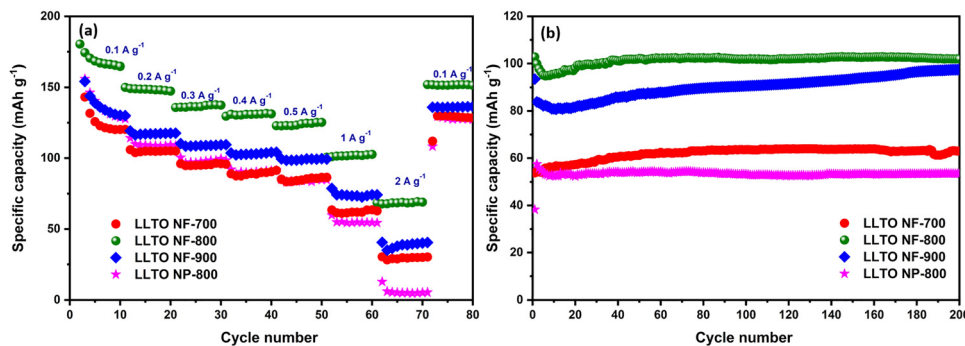 (a)
200
150
100
50
0
0.1 A g⁻¹
0.2 A g⁻¹
0.3 A g⁻¹
0.4 A g⁻¹
0.5 A g⁻¹
1 A g⁻¹
2 A g⁻¹
0.1 A g⁻¹
LLTO NF-700
LLTO NF-800
LLTO NF-900
LLTO NP-800
0 10 20 30 40 50 60 70 80
Cycle number
Specific capacity (mAh g⁻¹)
(b)
120
100
80
60
40
20
0
LLTO NF-700
LLTO NF-800
LLTO NF-900
LLTO NP-800
0 20 40 60 80 100 120 140 160 180 200
Cycle number
Specific capacity (mAh g⁻¹)